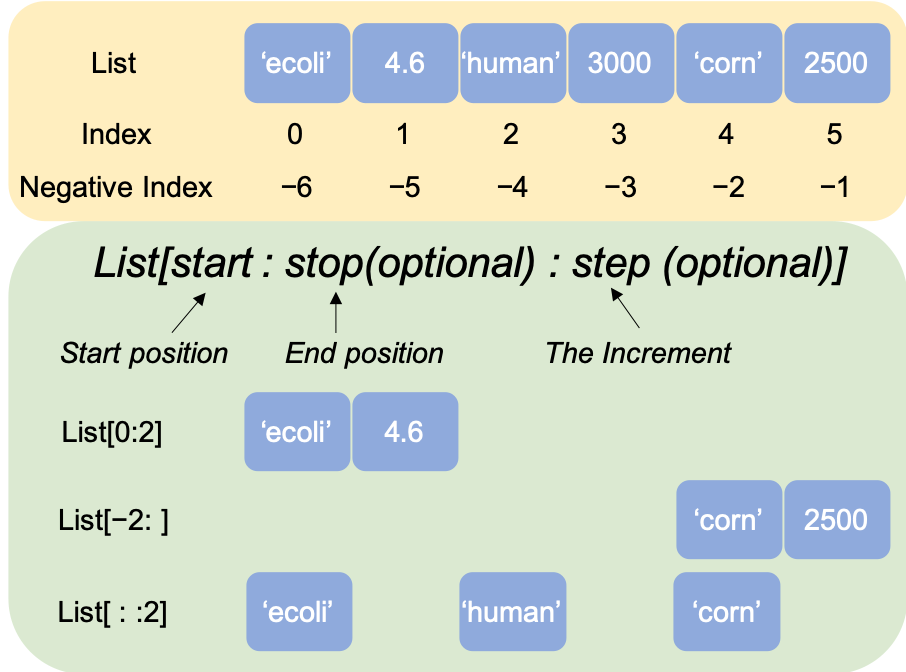 List ‘ecoli’ 4.6 ‘human’ 3000 ‘corn’ 2500
Index 0 1 2 3 4 5
Negative Index −6 −5 −4 −3 −2 −1
List[start : stop(optional) : step (optional)]
Start position End position The Increment
List[0:2] ‘ecoli’ 4.6
List[−2: ] ‘corn’ 2500
List[ : :2] ‘ecoli’ ‘human’ ‘corn’